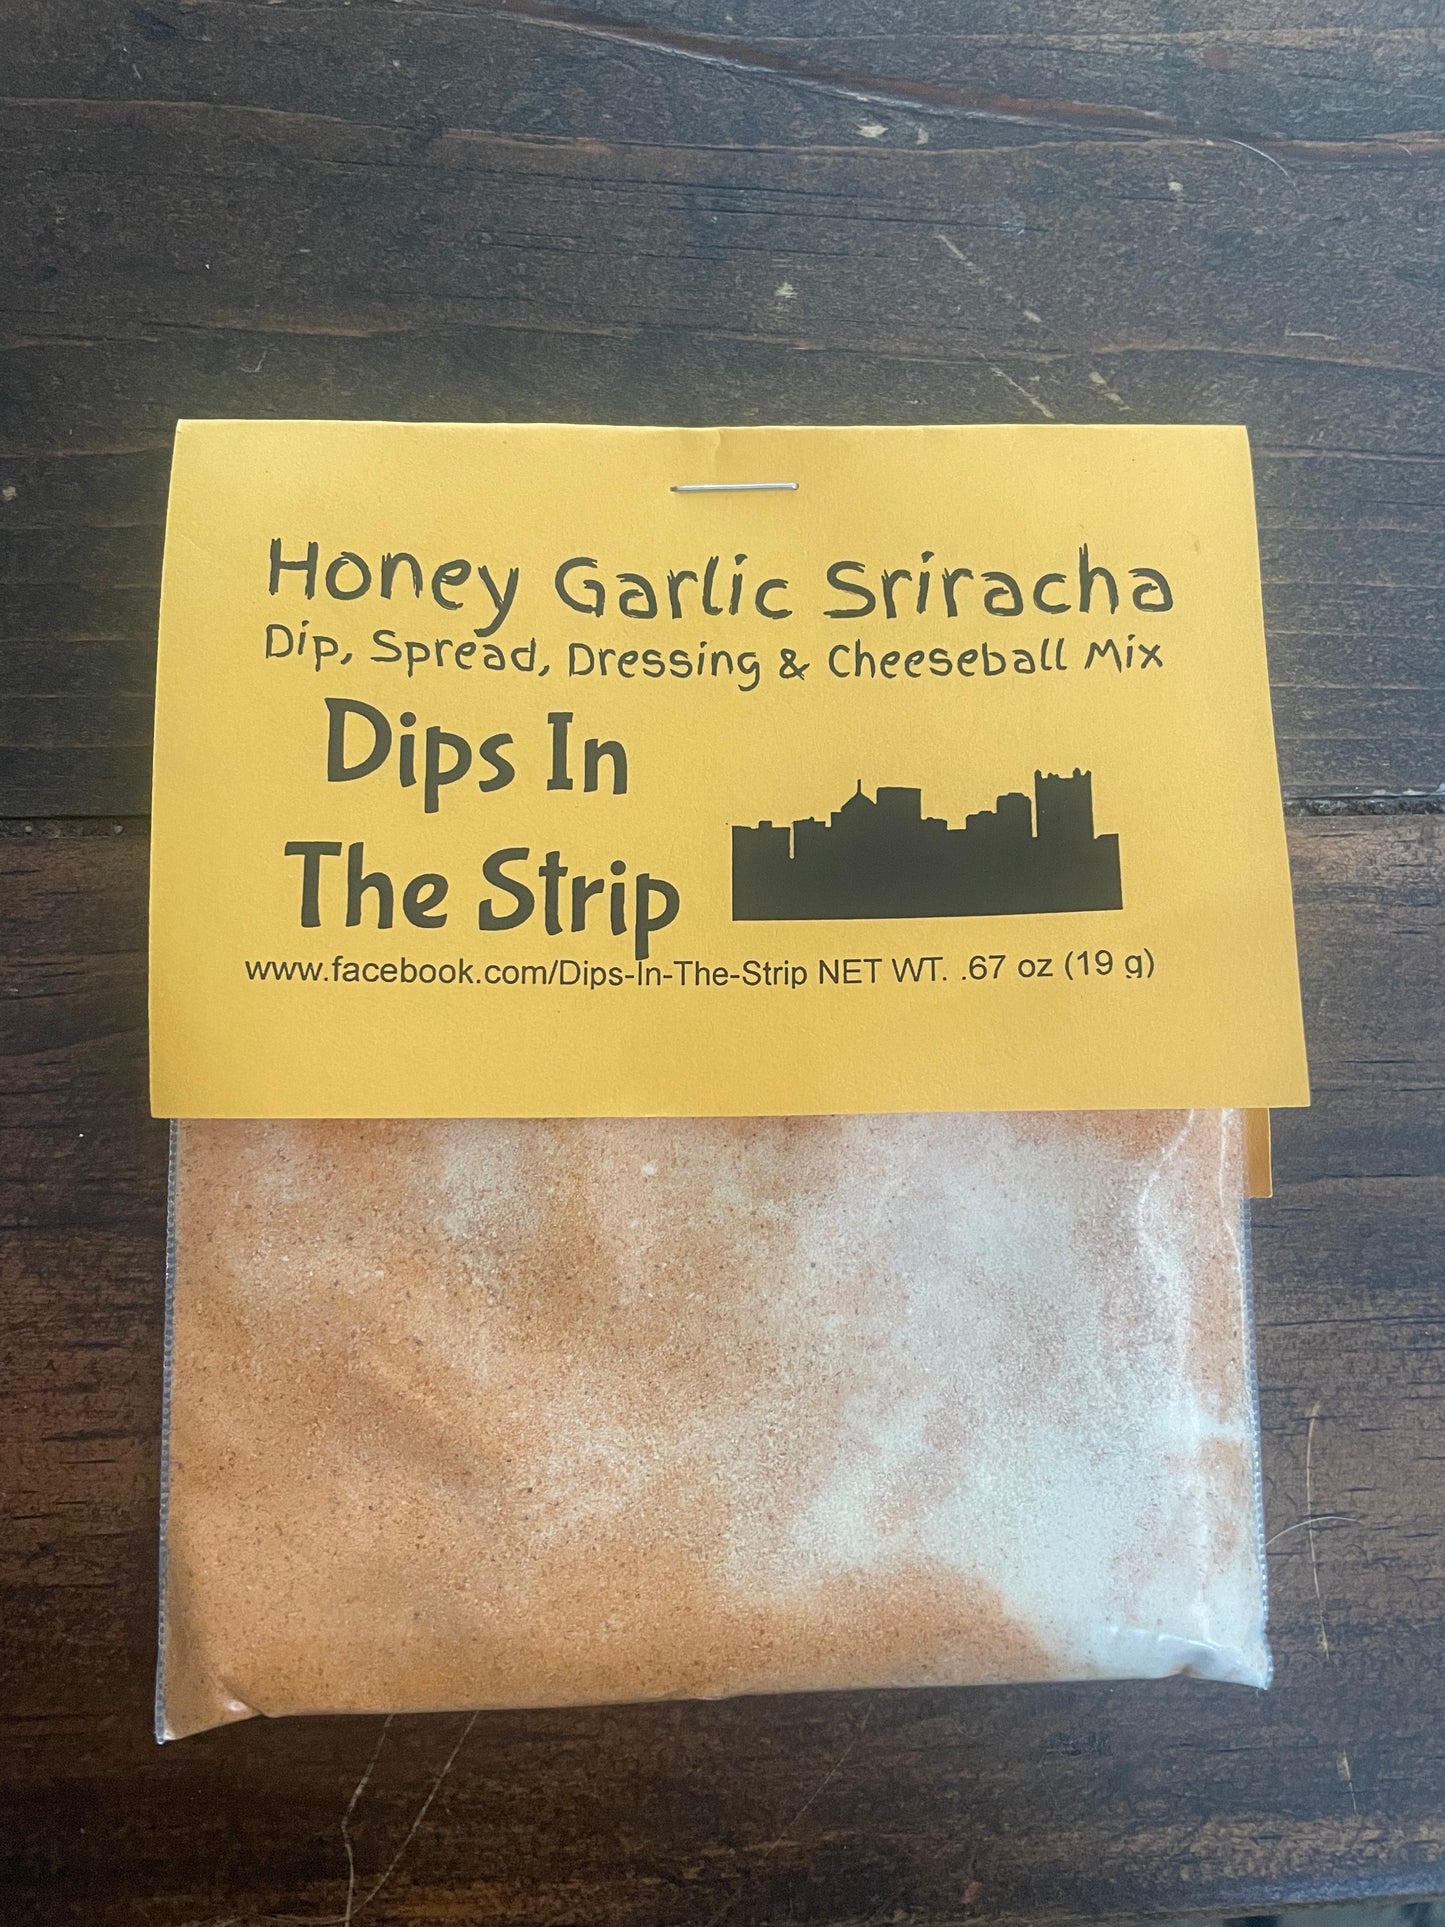 Honey Garlic Sriracha
Dip, Spread, Dressing & Cheeseball Mix
Dips In
The Strip
www.facebook.com/Dips-In-The-Strip NET WT. .67 oz (19 g)